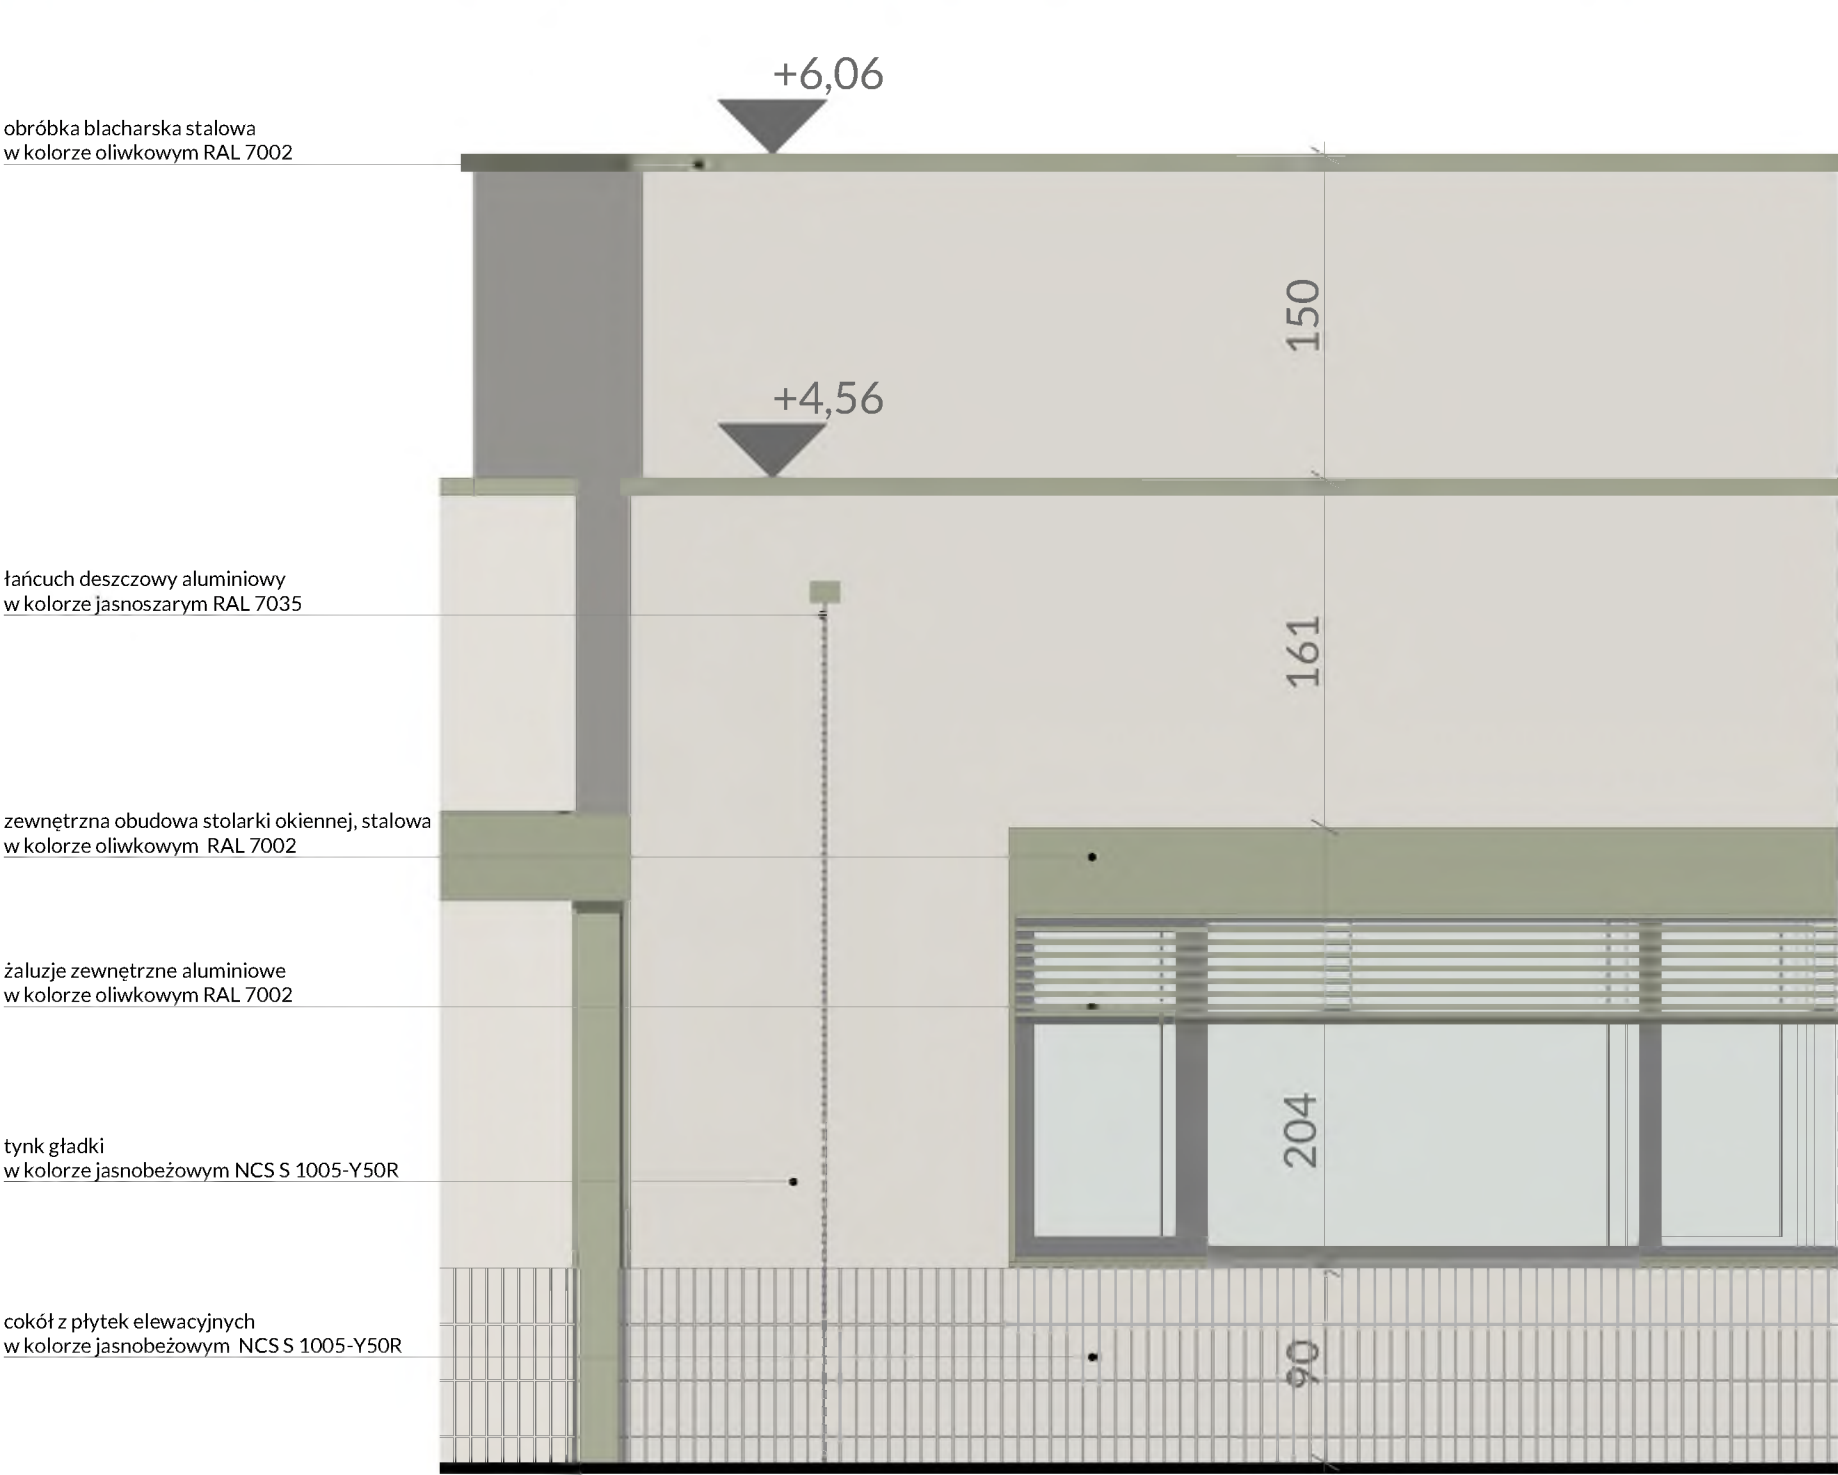 +6,06
obróbka blacharska stalowa
w kolorze oliwkowym RAL 7002
150
+4,56
łańcuch deszczowy aluminiowy
w kolorze jasnoszarym RAL 7035
161
zewnętrzna obudowa stolarki okiennej, stalowa
w kolorze oliwkowym RAL 7002
żaluzje zewnętrzne aluminiowe
w kolorze oliwkowym RAL 7002
204
tynk gładki
w kolorze jasnobeżowym NCS S 1005-Y50R
cokół z płytek elewacyjnych
w kolorze jasnobeżowym NCS S 1005-Y50R
90